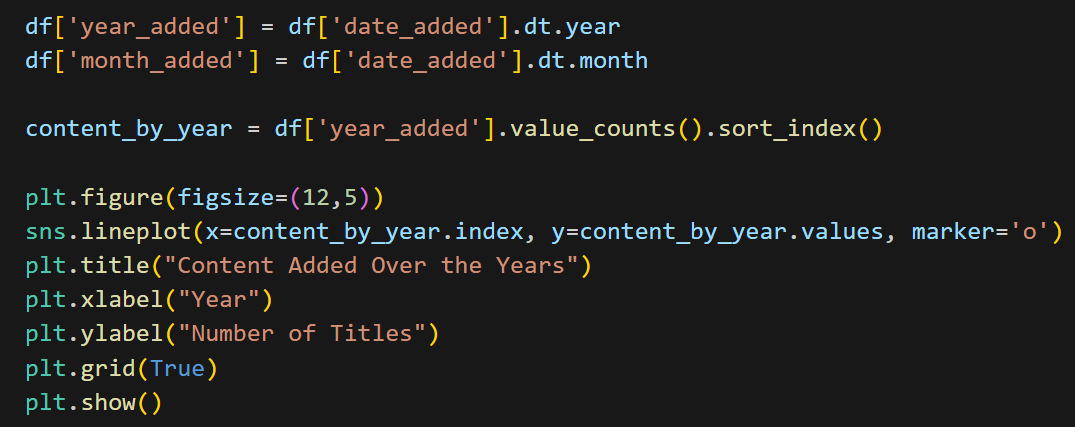 df['year_added'] = df['date_added'].dt.year
df['month_added'] = df['date_added'].dt.month
content_by_year = df['year_added'].value_counts().sort_index()
plt.figure(figsize=(12,5))
sns.lineplot(x=content_by_year.index, y=content_by_year.values, marker='o')
plt.title("Content Added Over the Years")
plt.xlabel("Year")
plt.ylabel("Number of Titles")
plt.grid(True)
plt.show()